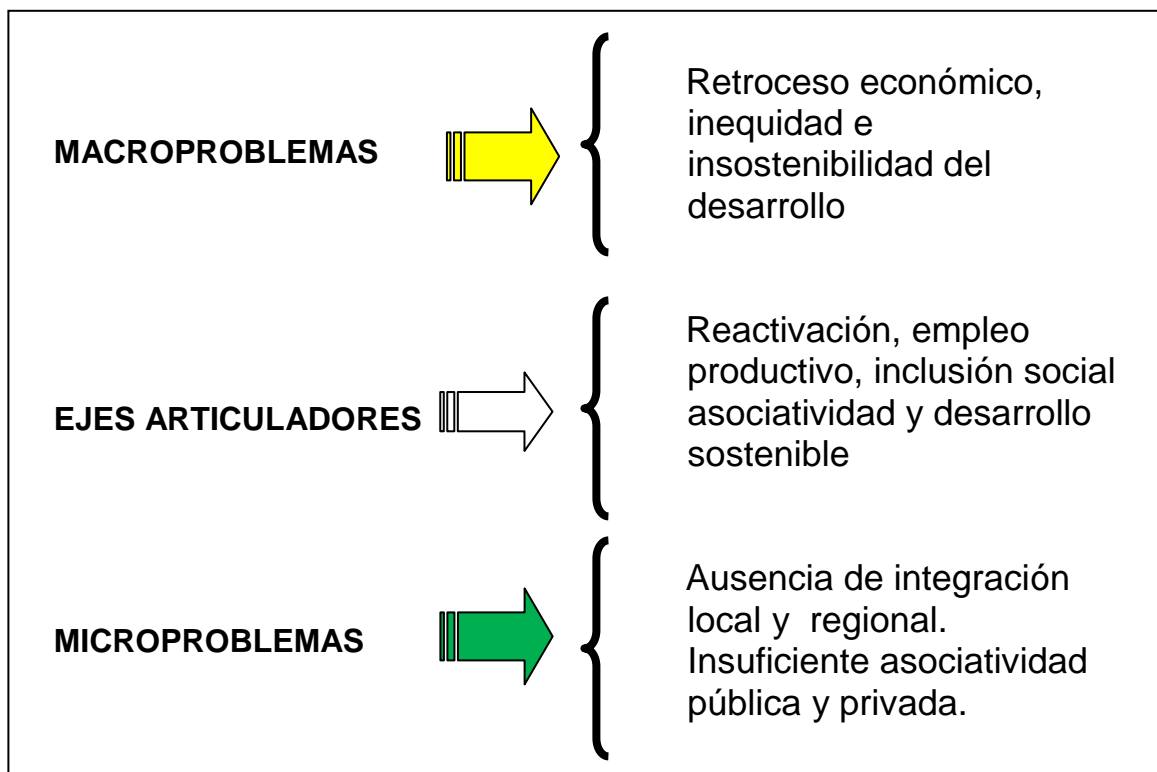 MACROPROBLEMAS
Retroceso económico,
inequidad e
insostenibilidad del
desarrollo
EJES ARTICULADORES
Reactivación, empleo
productivo, inclusión social
asociatividad y desarrollo
sostenible
MICROPROBLEMAS
Ausencia de integración
local y regional.
Insuficiente asociatividad
pública y privada.